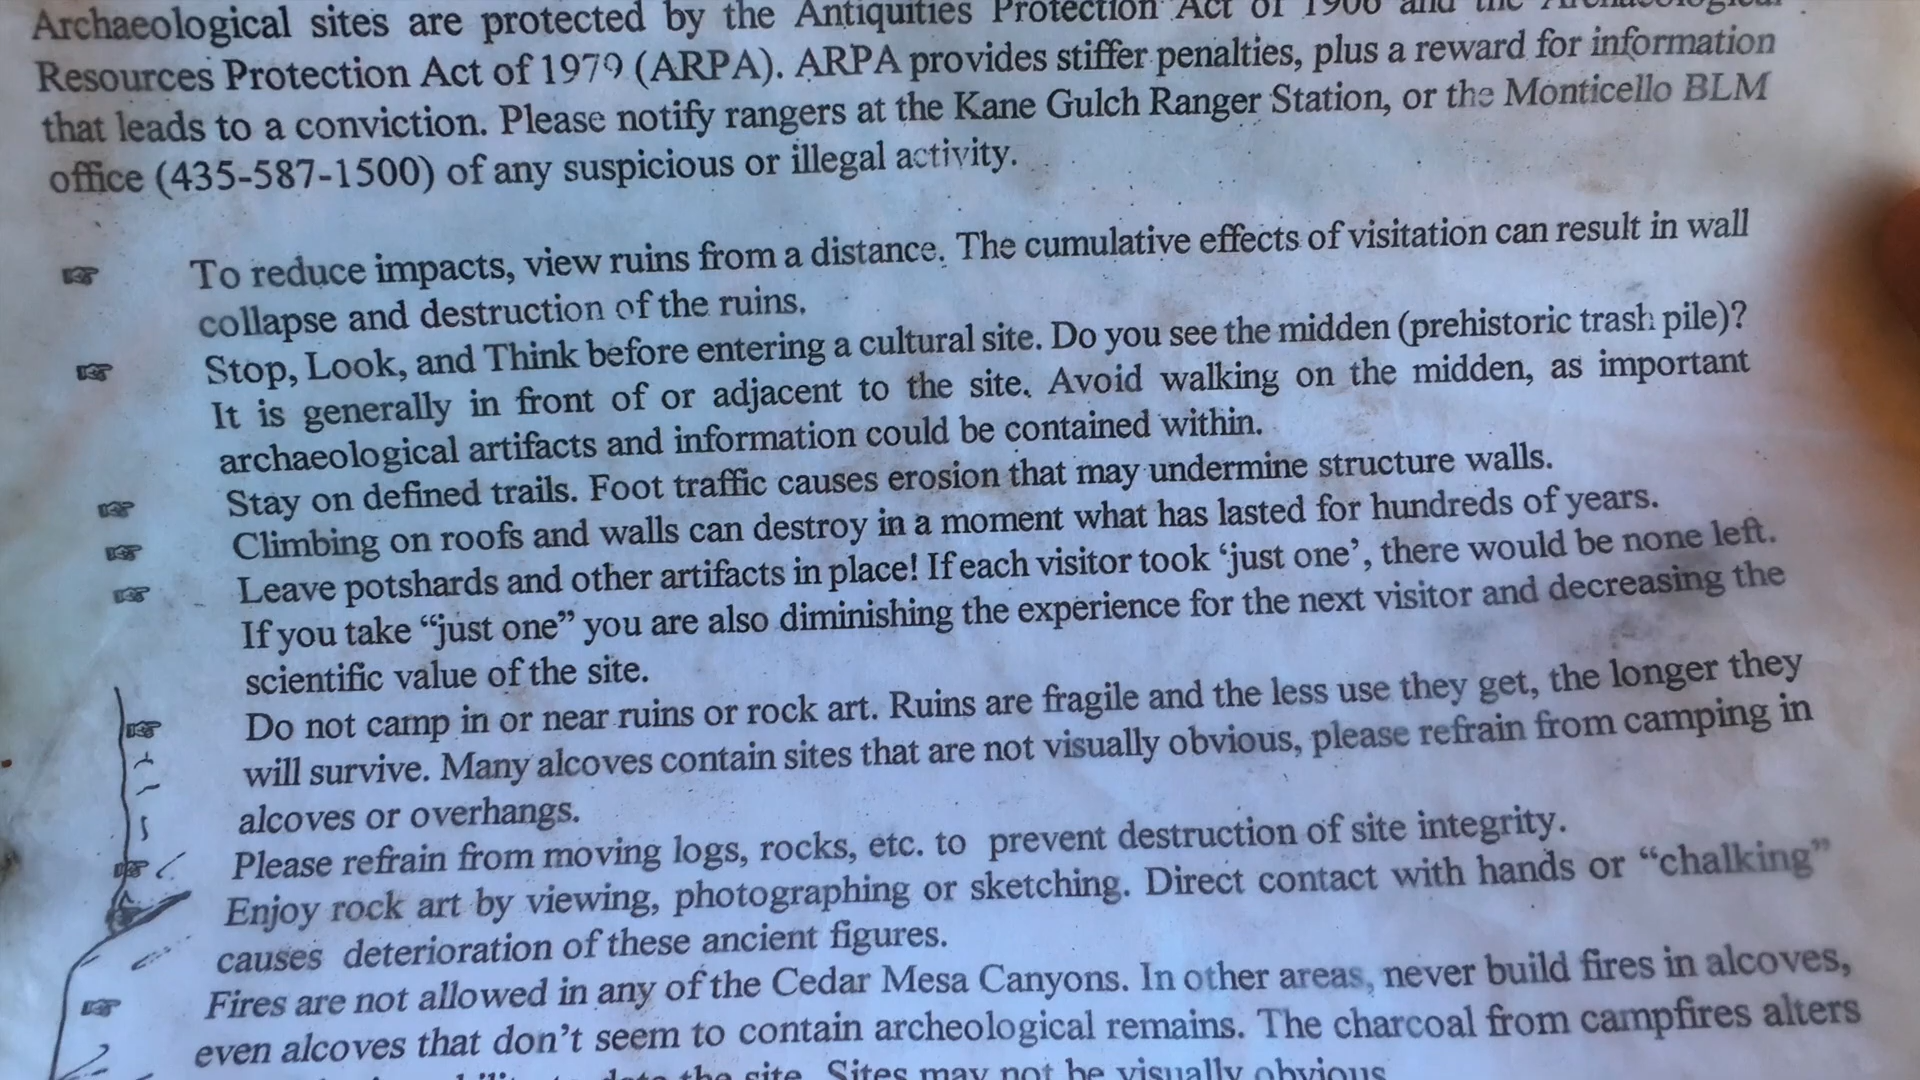 Archaeological sites are protected by the Antiquities Protection Act of 1906 and the Archaeological
Resources Protection Act of 1979 (ARPA). ARPA provides stiffer penalties, plus a reward for information
that leads to a conviction. Please notify rangers at the Kane Gulch Ranger Station, or the Monticello BLM
office (435-587-1500) of any suspicious or illegal activity.
To reduce impacts, view ruins from a distance. The cumulative effects of visitation can result in wall
collapse and destruction of the ruins.
Stop, Look, and Think before entering a cultural site. Do you see the midden (prehistoric trash pile)?
It is generally in front of or adjacent to the site. Avoid walking on the midden, as important
archaeological artifacts and information could be contained within.
Stay on defined trails. Foot traffic causes erosion that may undermine structure walls.
Climbing on roofs and walls can destroy in a moment what has lasted for hundreds of years.
Leave potshards and other artifacts in place! If each visitor took ‘just one’, there would be none left.
If you take “just one” you are also diminishing the experience for the next visitor and decreasing the
scientific value of the site.
Do not camp in or near ruins or rock art. Ruins are fragile and the less use they get, the longer they
will survive. Many alcoves contain sites that are not visually obvious, please refrain from camping in
alcoves or overhangs.
Please refrain from moving logs, rocks, etc. to prevent destruction of site integrity.
Enjoy rock art by viewing, photographing or sketching. Direct contact with hands or “chalking”
causes deterioration of these ancient figures.
Fires are not allowed in any of the Cedar Mesa Canyons. In other areas, never build fires in alcoves,
even alcoves that don’t seem to contain archeological remains. The charcoal from campfires alters
the site. Sites may not be visually obvious